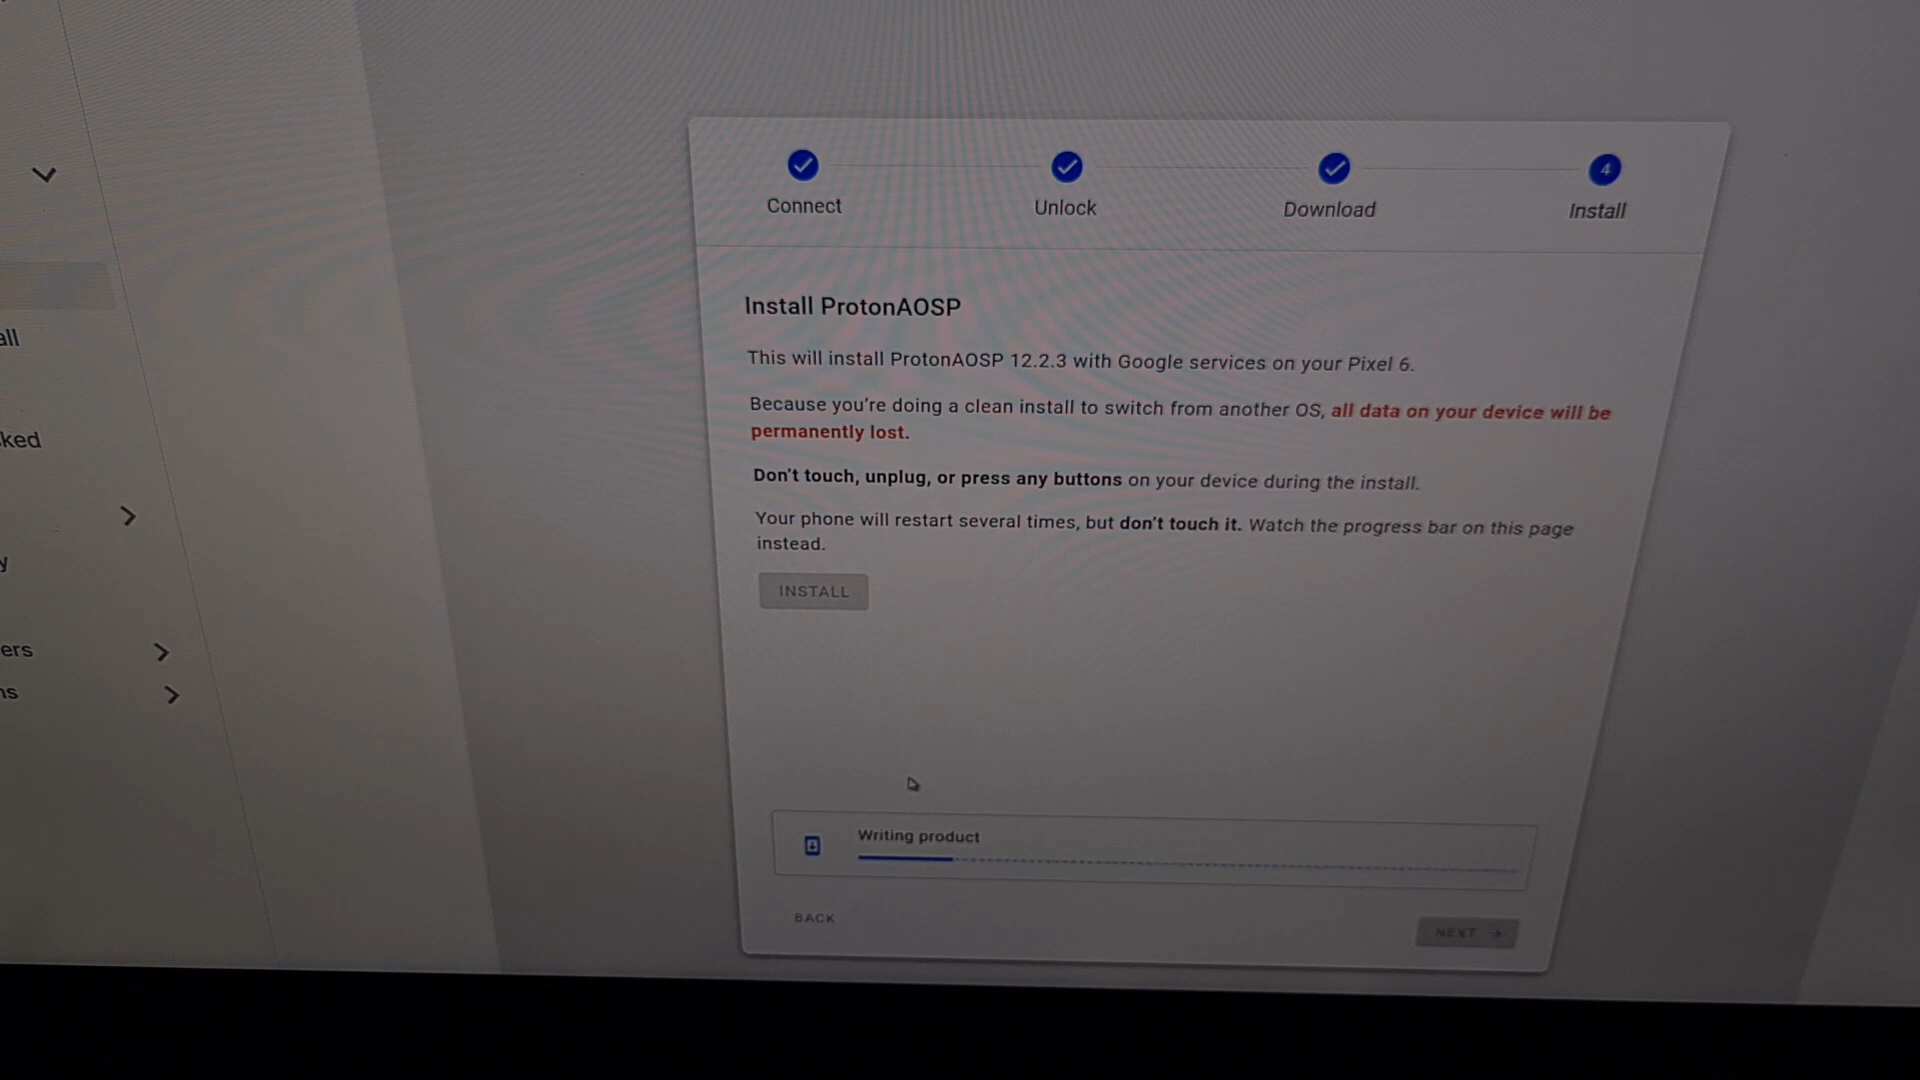 Connect
Unlock
Download
4
Install
Install ProtonAOSP
This will install ProtonAOSP 12.2.3 with Google services on your Pixel 6.
Because you're doing a clean install to switch from another OS, all data on your device will be
permanently lost.
Don't touch, unplug, or press any buttons on your device during the install.
Your phone will restart several times, but don't touch it. Watch the progress bar on this page
instead.
INSTALL
Writing product
BACK
NEXT
all
ked
y
ers
ns